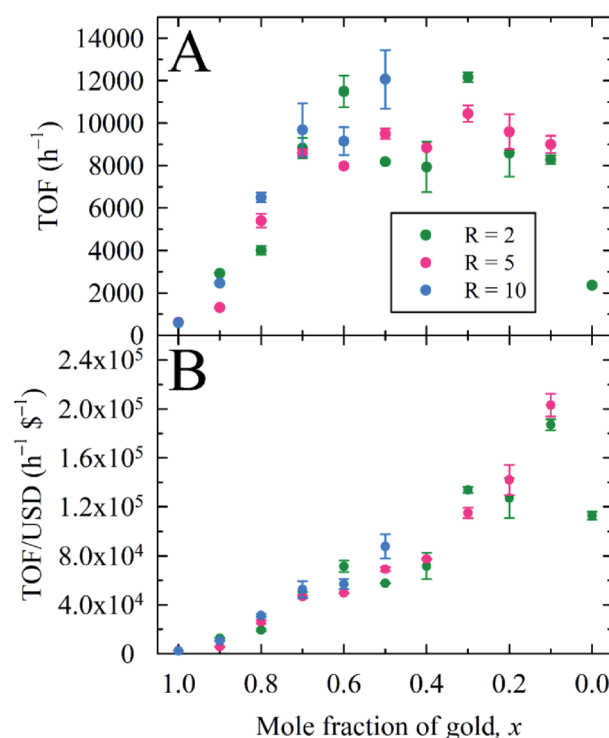 A
TOF (h⁻¹)
14000
12000
10000
8000
6000
4000
2000
0
R = 2
R = 5
R = 10
B
TOF/USD (h⁻¹ $⁻¹)
2.4x10⁵
2.0x10⁵
1.6x10⁵
1.2x10⁵
8.0x10⁴
4.0x10⁴
0
1.0 0.8 0.6 0.4 0.2 0.0
Mole fraction of gold, x